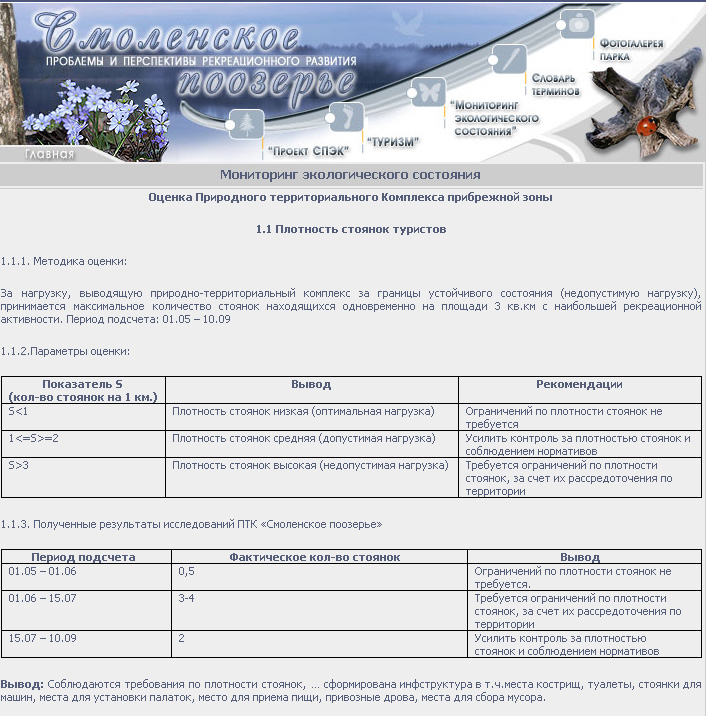 Смоленское
ПРОБЛЕМЫ И ПЕРСПЕКТИВЫ РЕКРЕАЦИОННОГО РАЗВИТИЯ
поозерье
Фотогалерея
парка
Словарь
терминов
"Мониторинг
экологического
состояния"
"ТУРИЗМ"
"Проект СПЭК"
Главная
Мониторинг экологического состояния
Оценка Природного территориального Комплекса прибрежной зоны
1.1 Плотность стоянок туристов
1.1.1. Методика оценки:
За нагрузку, выводящую природно-территориальный комплекс за границы устойчивого состояния (недопустимую нагрузку),
принимается максимальное количество стоянок находящихся одновременно на площади 3 кв.км с наибольшей рекреационной
активности. Период подсчета: 01.05 – 10.09
1.1.2.Параметры оценки:
Показатель S
(кол-во стоянок на 1 км.)
Вывод
Рекомендации
S<1
Плотность стоянок низкая (оптимальная нагрузка)
Ограничений по плотности стоянок не
требуется
1<=S>=2
Плотность стоянок средняя (допустимая нагрузка)
Усилить контроль за плотностью стоянок и
соблюдением нормативов
S>3
Плотность стоянок высокая (недопустимая нагрузка)
Требуется ограничений по плотности
стоянок, за счет их рассредоточения по
территории
1.1.3. Полученные результаты исследований ПТК «Смоленское поозерье»
Период подсчета
Фактическое кол-во стоянок
Вывод
01.05 – 01.06
0,5
Ограничений по плотности стоянок не
требуется.
01.06 – 15.07
3-4
Требуется ограничений по плотности
стоянок, за счет их рассредоточения по
территории
15.07 – 10.09
2
Усилить контроль за плотностью
стоянок и соблюдением нормативов
Вывод: Соблюдаются требования по плотности стоянок, ... сформирована инфструктура в т.ч.места кострищ, туалеты, стоянки для
машин, места для установки палаток, место для приема пищи, привозные дрова, места для сбора мусора.